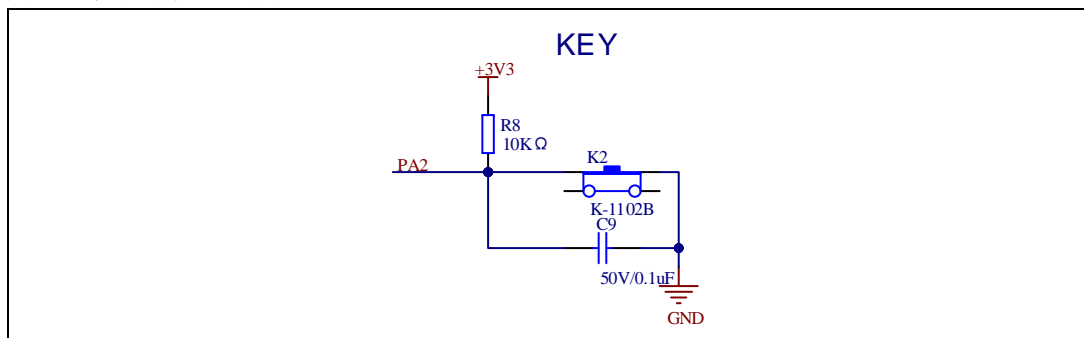 KEY
+3V3
R8
10KΩ
PA2
K2
K-1102B
C9
50V/0.1uF
GND